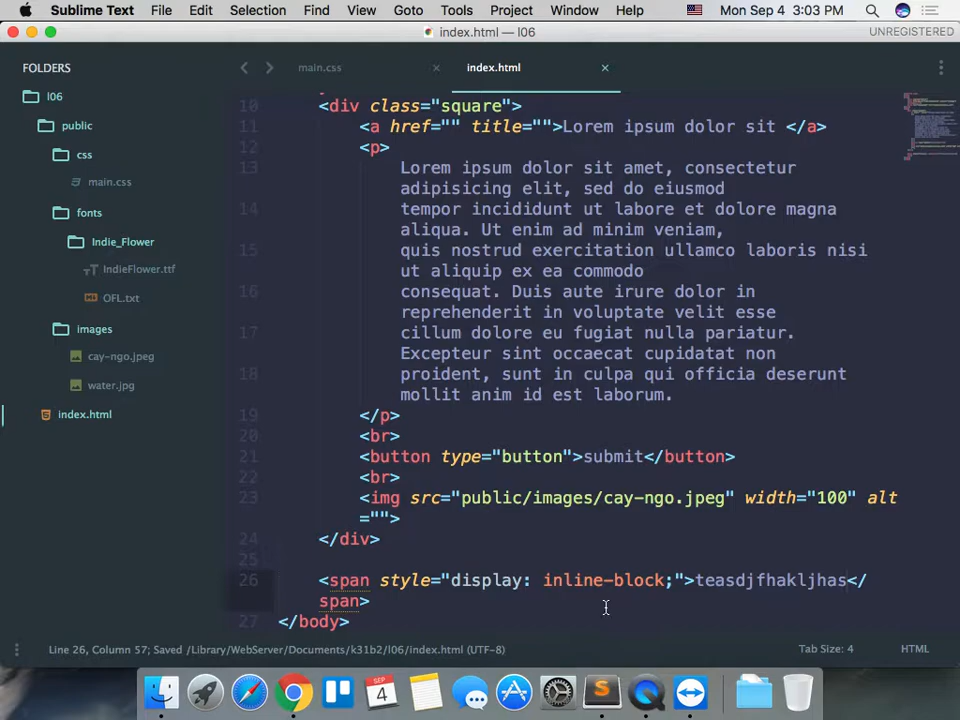 Sublime Text File Edit Selection Find View Goto Tools Project Window Help Mon Sep 4 3:03 PM
index.html — l06 UNREGISTERED
FOLDERS
l06
public
css
main.css
fonts
Indie_Flower
IndieFlower.ttf
OFL.txt
images
cay-ngo.jpeg
water.jpg
index.html
main.css × index.html ×
10 <div class="square">
11 <a href="" title="">Lorem ipsum dolor sit </a>
12 <p>
13 Lorem ipsum dolor sit amet, consectetur
adipisicing elit, sed do eiusmod
14 tempor incididunt ut labore et dolore magna
aliqua. Ut enim ad minim veniam,
15 quis nostrud exercitation ullamco laboris nisi
ut aliquip ex ea commodo
16 consequat. Duis aute irure dolor in
reprehenderit in voluptate velit esse
17 cillum dolore eu fugiat nulla pariatur.
Excepteur sint occaecat cupidatat non
18 proident, sunt in culpa qui officia deserunt
mollit anim id est laborum.
19 </p>
20 <br>
21 <button type="button">submit</button>
22 <br>
23 <img src="public/images/cay-ngo.jpeg" width="100" alt
="">
24 </div>
25
26 <span style="display: inline-block;">teasdjfhakljhas</
span>
27 </body>
Line 26, Column 57; Saved /Library/WebServer/Documents/k31b2/l06/index.html (UTF-8) Tab Size: 4 HTML
SEP
4